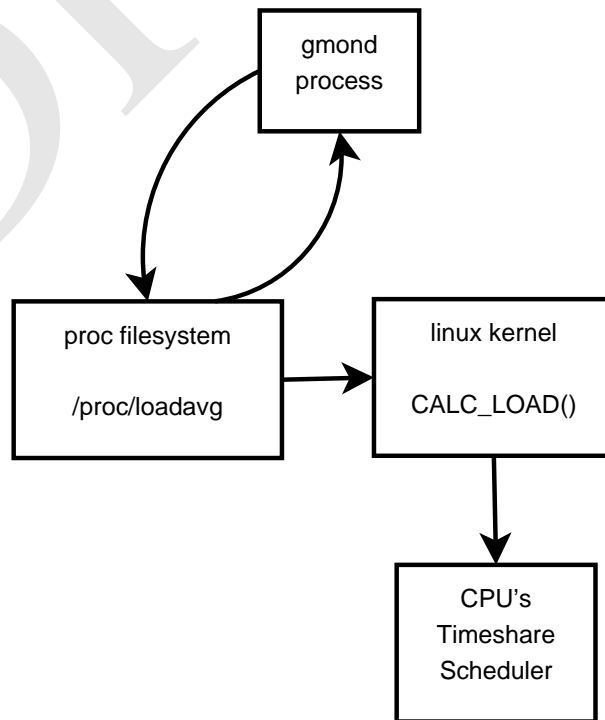 gmond
process
proc filesystem
/proc/loadavg
linux kernel
CALC_LOAD()
CPU's
Timeshare
Scheduler